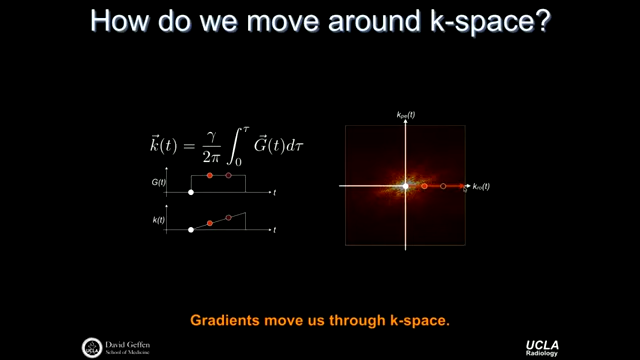 How do we move around k-space?
k⃗(t) = γ/2π ∫₀^τ G⃗(t)dτ
G(t)
t
k(t)
t
k_pe(t)
k_ro(t)
Gradients move us through k-space.
UCLA
David Geffen
School of Medicine
UCLA
Radiology